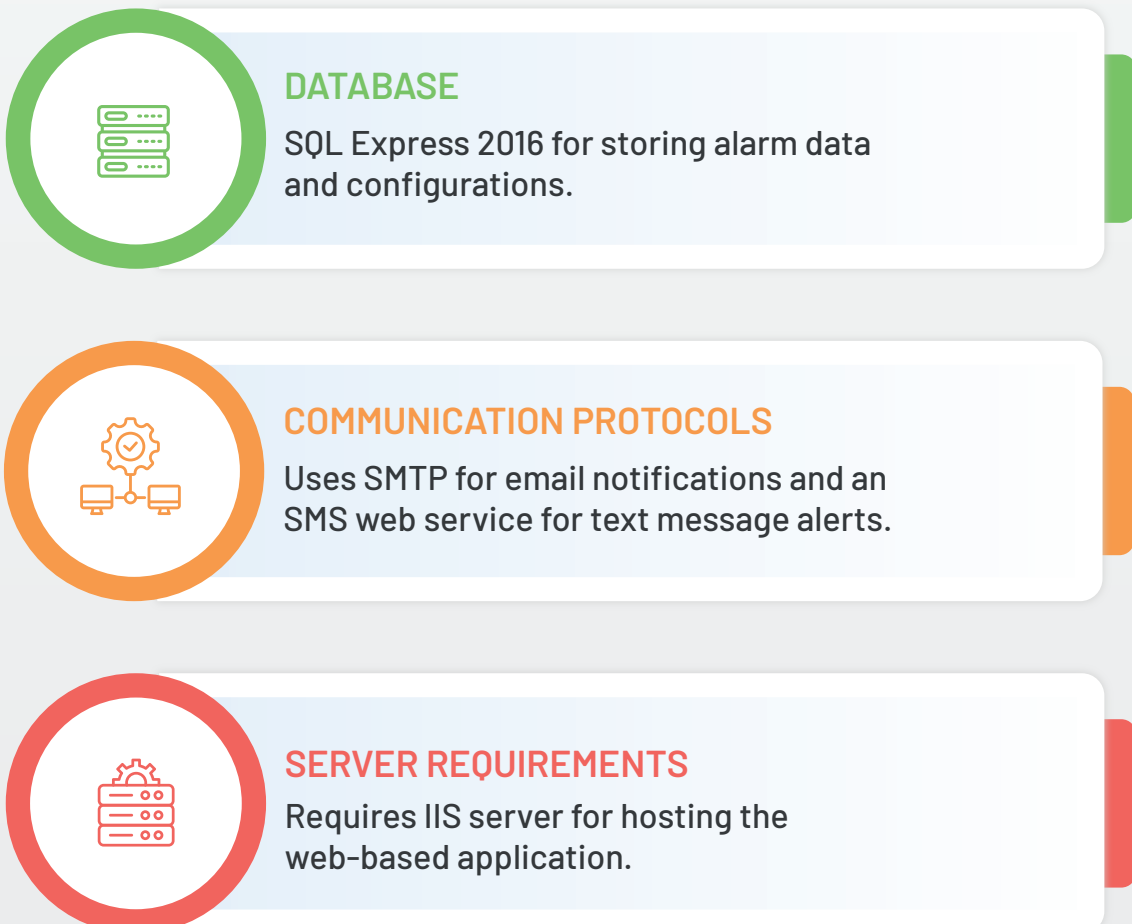 DATABASE
SQL Express 2016 for storing alarm data
and configurations.
COMMUNICATION PROTOCOLS
Uses SMTP for email notifications and an
SMS web service for text message alerts.
SERVER REQUIREMENTS
Requires IIS server for hosting the
web-based application.